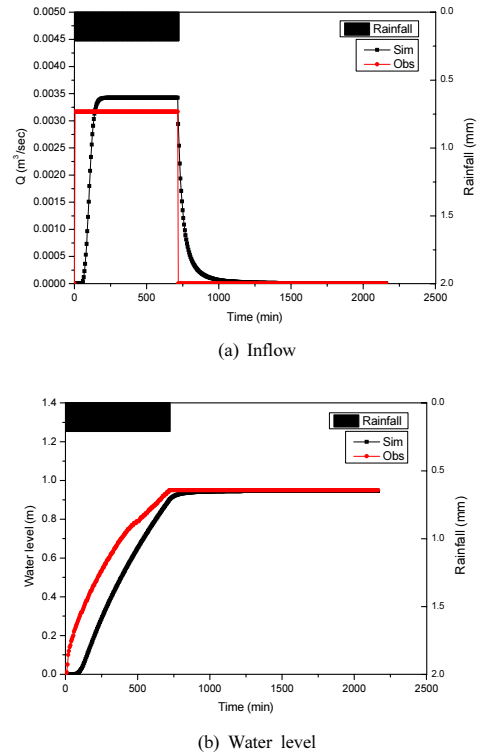 0.0050
0.0045
0.0040
0.0035
0.0030
0.0025
0.0020
0.0015
0.0010
0.0005
0.0000
Q (m³/sec)
0 500 1000 1500 2000 2500
Time (min)
0.0
0.5
1.0
1.5
2.0
Rainfall (mm)
Rainfall
Sim
Obs
(a) Inflow
1.4
1.2
1.0
0.8
0.6
0.4
0.2
0.0
Water level (m)
0 500 1000 1500 2000 2500
Time (min)
0.0
0.5
1.0
1.5
2.0
Rainfall (mm)
Rainfall
Sim
Obs
(b) Water level